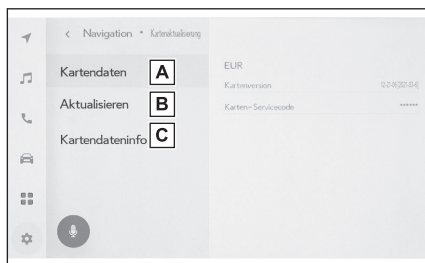 Navigation • Kartenaktualisierung
Kartendaten A
Aktualisieren B
Kartendateninfo C
EUR
Kartenversion
Karten-Servicecode ******